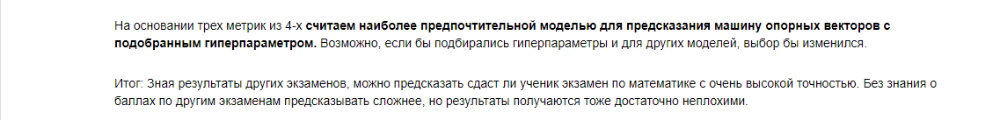 На основании трех метрик из 4-х считаем наиболее предпочтительной моделью для предсказания машину опорных векторов с
подобранным гиперпараметром. Возможно, если бы подбирались гиперпараметры и для других моделей, выбор бы изменился.
Итог: Зная результаты других экзаменов, можно предсказать сдаст ли ученик экзамен по математике с очень высокой точностью. Без знания о
баллах по другим экзаменам предсказывать сложнее, но результаты получаются тоже достаточно неплохими.